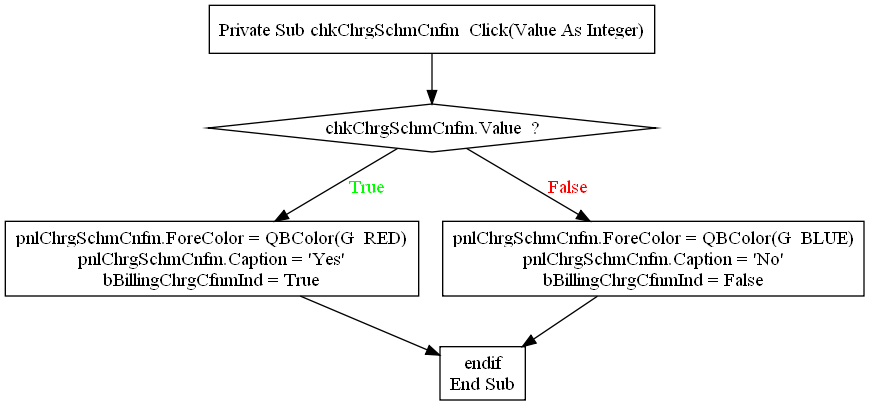 Private Sub chkChrgSchmCnfm  Click(Value As Integer)
chkChrgSchmCnfm.Value  ?
True
False
pnlChrgSchmCnfm.ForeColor = QBColor(G  RED)
pnlChrgSchmCnfm.Caption = 'Yes'
bBillingChrgCfnmInd = True
pnlChrgSchmCnfm.ForeColor = QBColor(G  BLUE)
pnlChrgSchmCnfm.Caption = 'No'
bBillingChrgCfnmInd = False
endif
End Sub